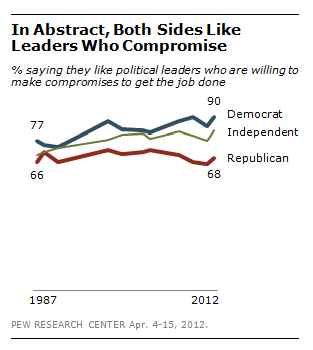 In Abstract, Both Sides Like
Leaders Who Compromise
% saying they like political leaders who are willing to
make compromises to get the job done
90
77
Democrat
Independent
Republican
66
68
1987
2012
PEW RESEARCH CENTER Apr. 4-15, 2012.